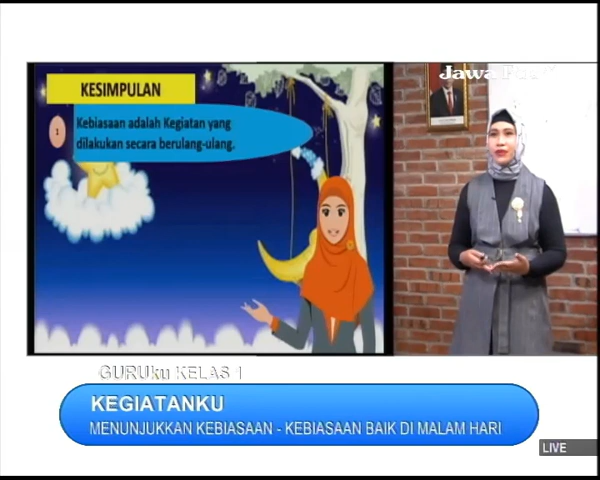 KESIMPULAN
1
Kebiasaan adalah Kegiatan yang
dilakukan secara berulang-ulang.
Jawa
GURUku KELAS 1
KEGIATANKU
MENUNJUKKAN KEBIASAAN - KEBIASAAN BAIK DI MALAM HARI
LIVE